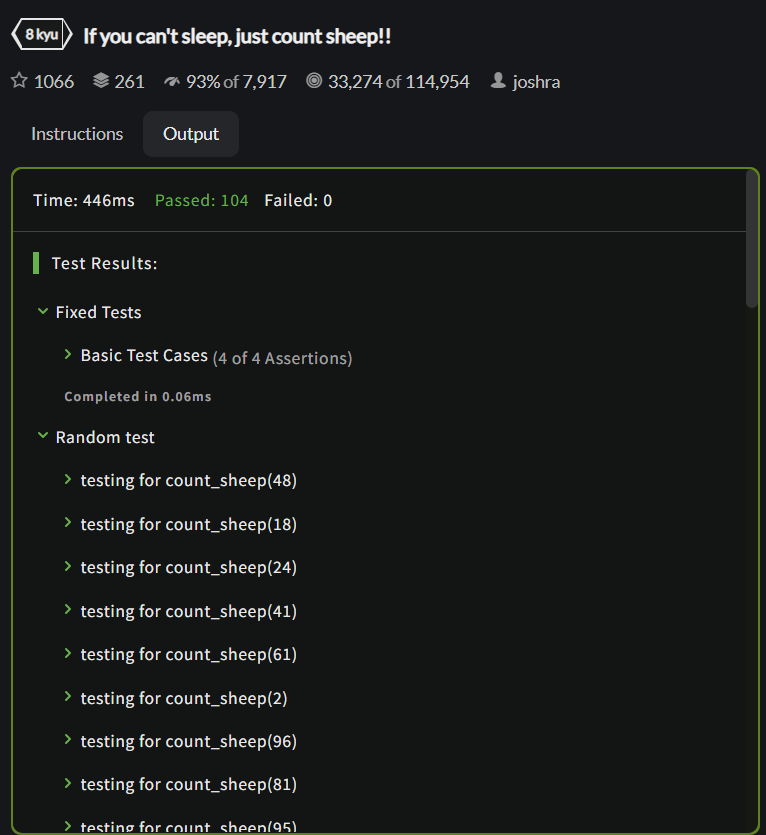 8 kyu If you can't sleep, just count sheep!!
1066 261 93% of 7,917 33,274 of 114,954 joshra
Instructions Output
Time: 446ms Passed: 104 Failed: 0
Test Results:
Fixed Tests
Basic Test Cases (4 of 4 Assertions)
Completed in 0.06ms
Random test
testing for count_sheep(48)
testing for count_sheep(18)
testing for count_sheep(24)
testing for count_sheep(41)
testing for count_sheep(61)
testing for count_sheep(2)
testing for count_sheep(96)
testing for count_sheep(81)
testing for count_sheep(95)